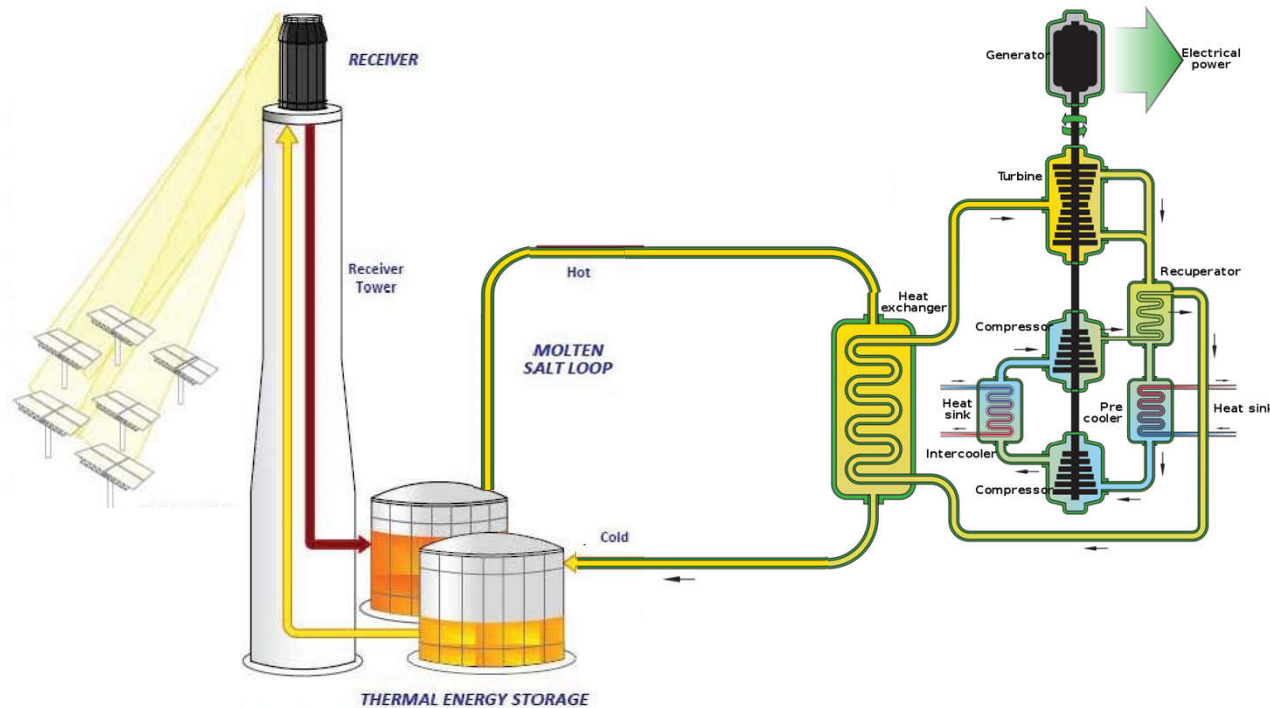 RECEIVER
Generator
Electrical
power
Turbine
Receiver
Tower
Hot
Recuperator
Heat
exchanger
Compressor
MOLTEN
SALT LOOP
Heat
sink
Pre
cooler
Heat sink
Intercooler
Compressor
Cold
THERMAL ENERGY STORAGE